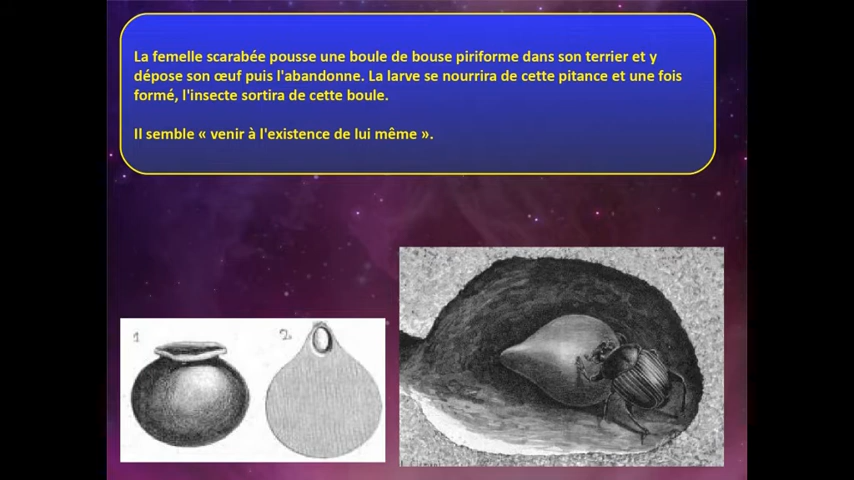 La femelle scarabée pousse une boule de bouse piriforme dans son terrier et y
dépose son œuf puis l'abandonne. La larve se nourrira de cette pitance et une fois
formé, l'insecte sortira de cette boule.
Il semble « venir à l'existence de lui même ».
1
2.